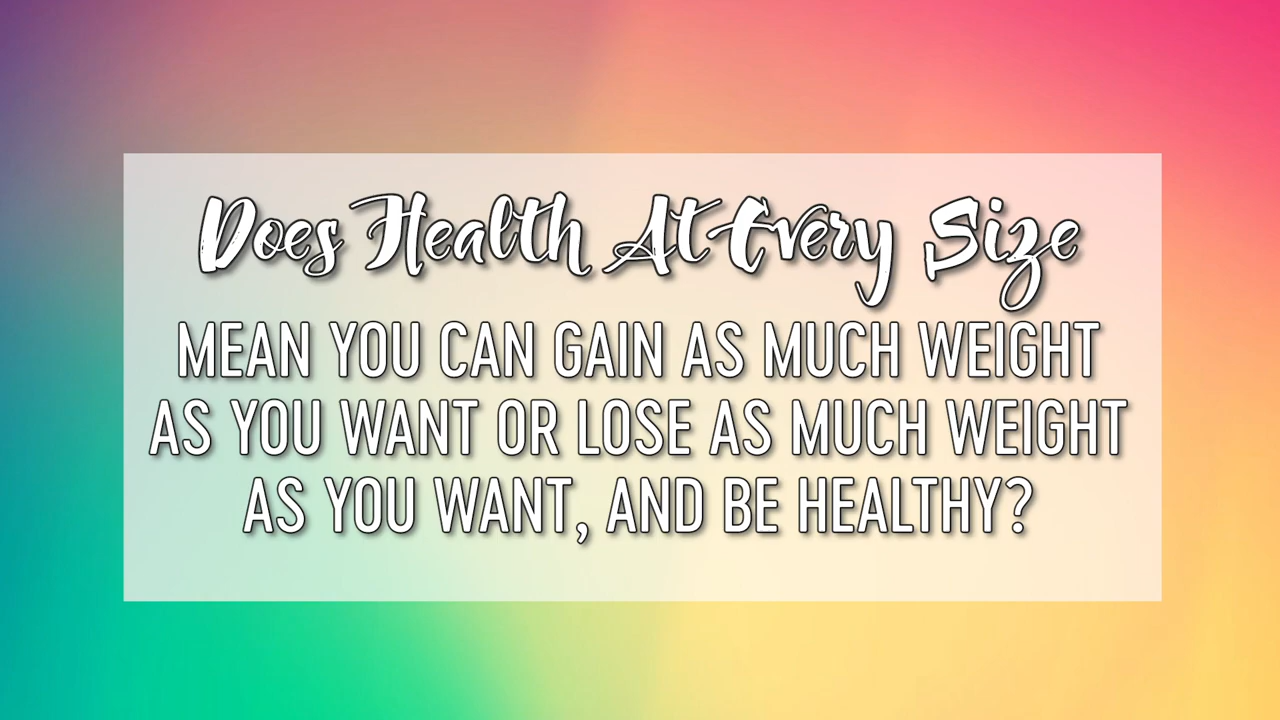 Does Health At Every Size
MEAN YOU CAN GAIN AS MUCH WEIGHT
AS YOU WANT OR LOSE AS MUCH WEIGHT
AS YOU WANT, AND BE HEALTHY?